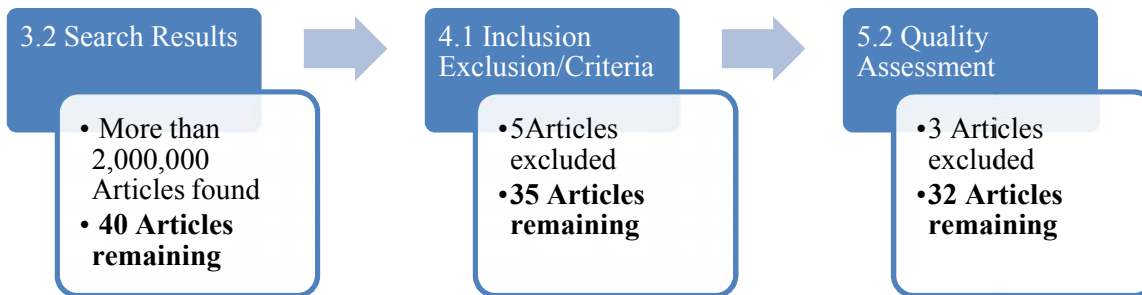 3.2 Search Results
• More than
2,000,000
Articles found
• 40 Articles
remaining
4.1 Inclusion
Exclusion/Criteria
•5Articles
excluded
•35 Articles
remaining
5.2 Quality
Assessment
•3 Articles
excluded
•32 Articles
remaining